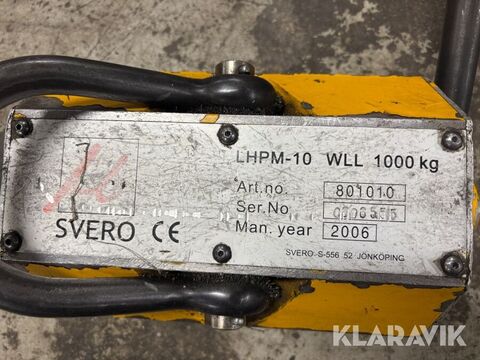 LHPM-10 WLL 1000 kg
Art.no. 801010
Ser.No
Man. year 2006
SVERO CE
SVERO-S-556 52 JÖNKÖPING
KLARAVIK